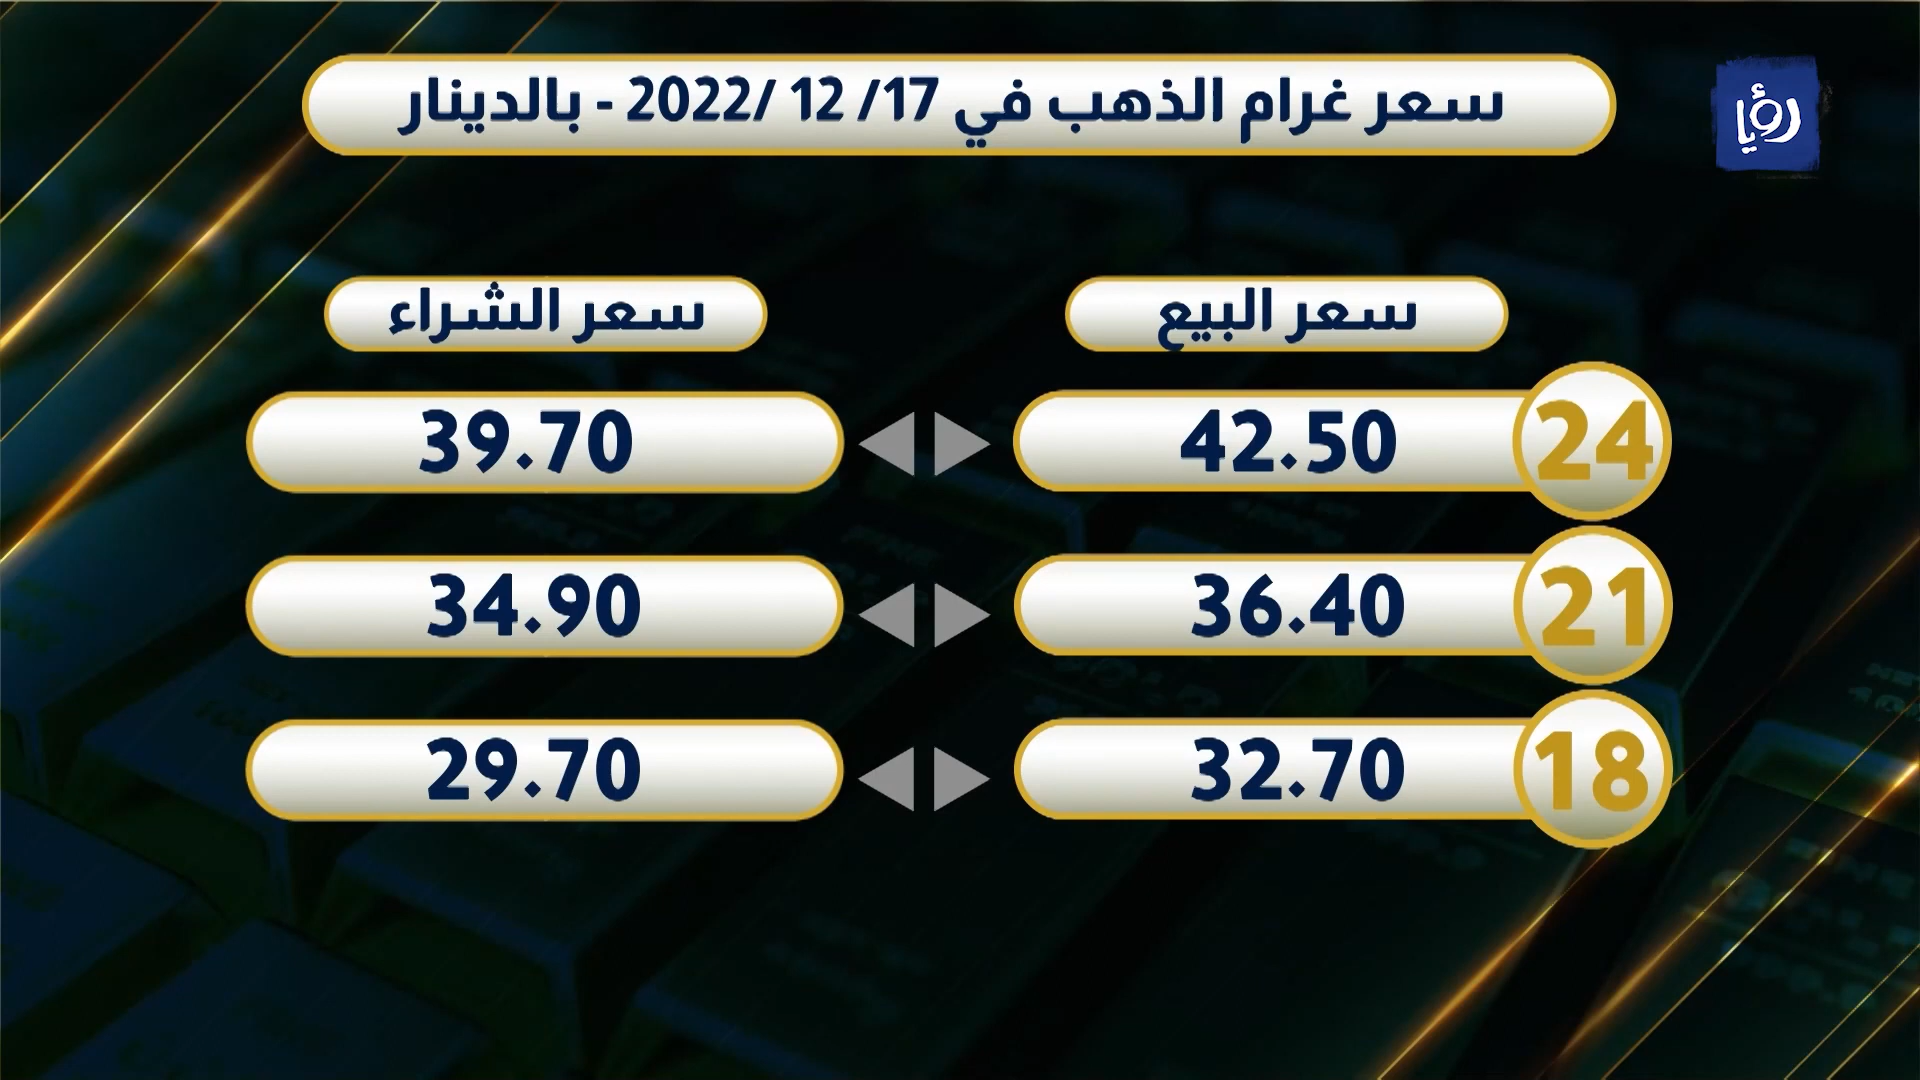 سعر غرام الذهب في 17/ 12 /2022 - بالدينار
رؤيا
سعر البيع
سعر الشراء
24
42.50
39.70
21
36.40
34.90
18
32.70
29.70